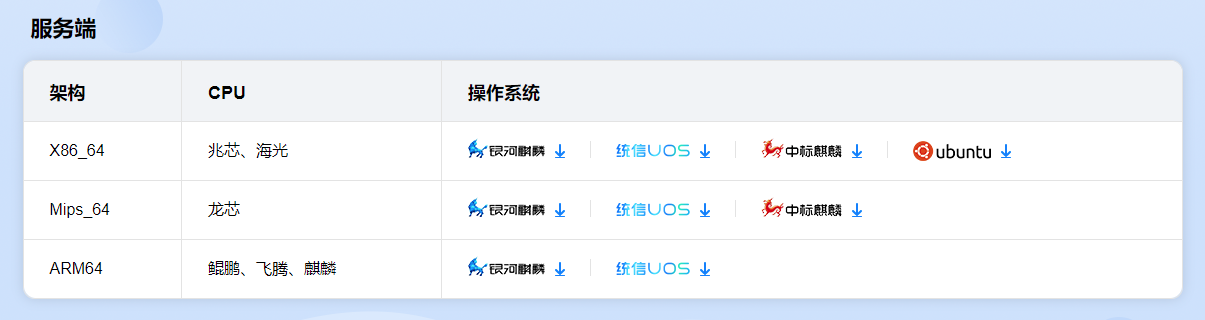 服务端
架构 CPU 操作系统
X86_64 兆芯、海光 银河麒麟 统信UOS 中标麒麟 ubuntu
Mips_64 龙芯 银河麒麟 统信UOS 中标麒麟
ARM64 鲲鹏、飞腾、麒麟 银河麒麟 统信UOS